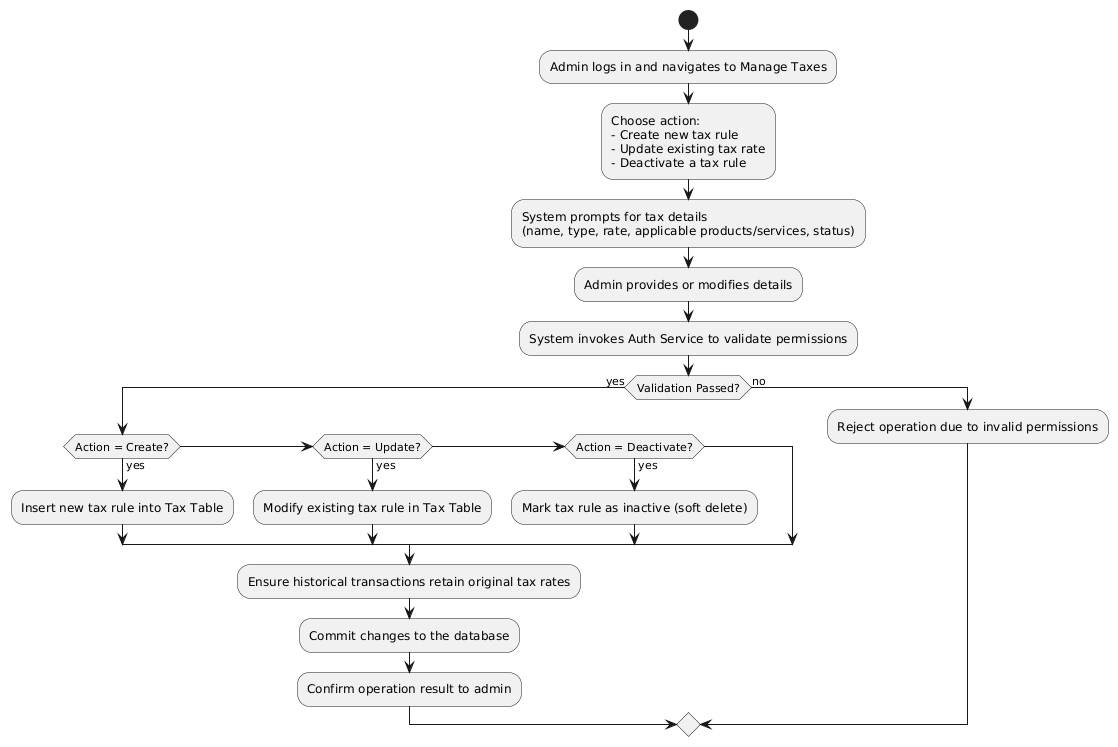 Admin logs in and navigates to Manage Taxes
Choose action:
- Create new tax rule
- Update existing tax rate
- Deactivate a tax rule
System prompts for tax details
(name, type, rate, applicable products/services, status)
Admin provides or modifies details
System invokes Auth Service to validate permissions
yes
Validation Passed?
no
Reject operation due to invalid permissions
Action = Create?
yes
Action = Update?
yes
Action = Deactivate?
yes
Insert new tax rule into Tax Table
Modify existing tax rule in Tax Table
Mark tax rule as inactive (soft delete)
Ensure historical transactions retain original tax rates
Commit changes to the database
Confirm operation result to admin